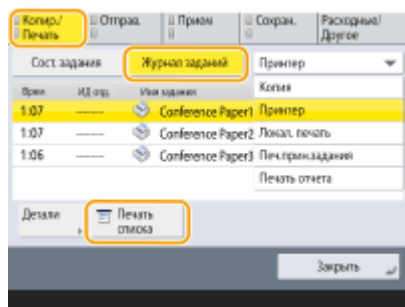 Копир./ Печать
Отправ.
Прием
Сохран.
Расходные/ Другое
Сост. задания
Журнал заданий
Принтер
Время
ИД отд.
Имя задания
Копия
1:07 Conference Paper1
Принтер
1:07 Conference Paper2
Локал. печать
1:06 Conference Paper3
Печ.прин.задания
Печать отчета
Детали
Печать списка
Закрыть